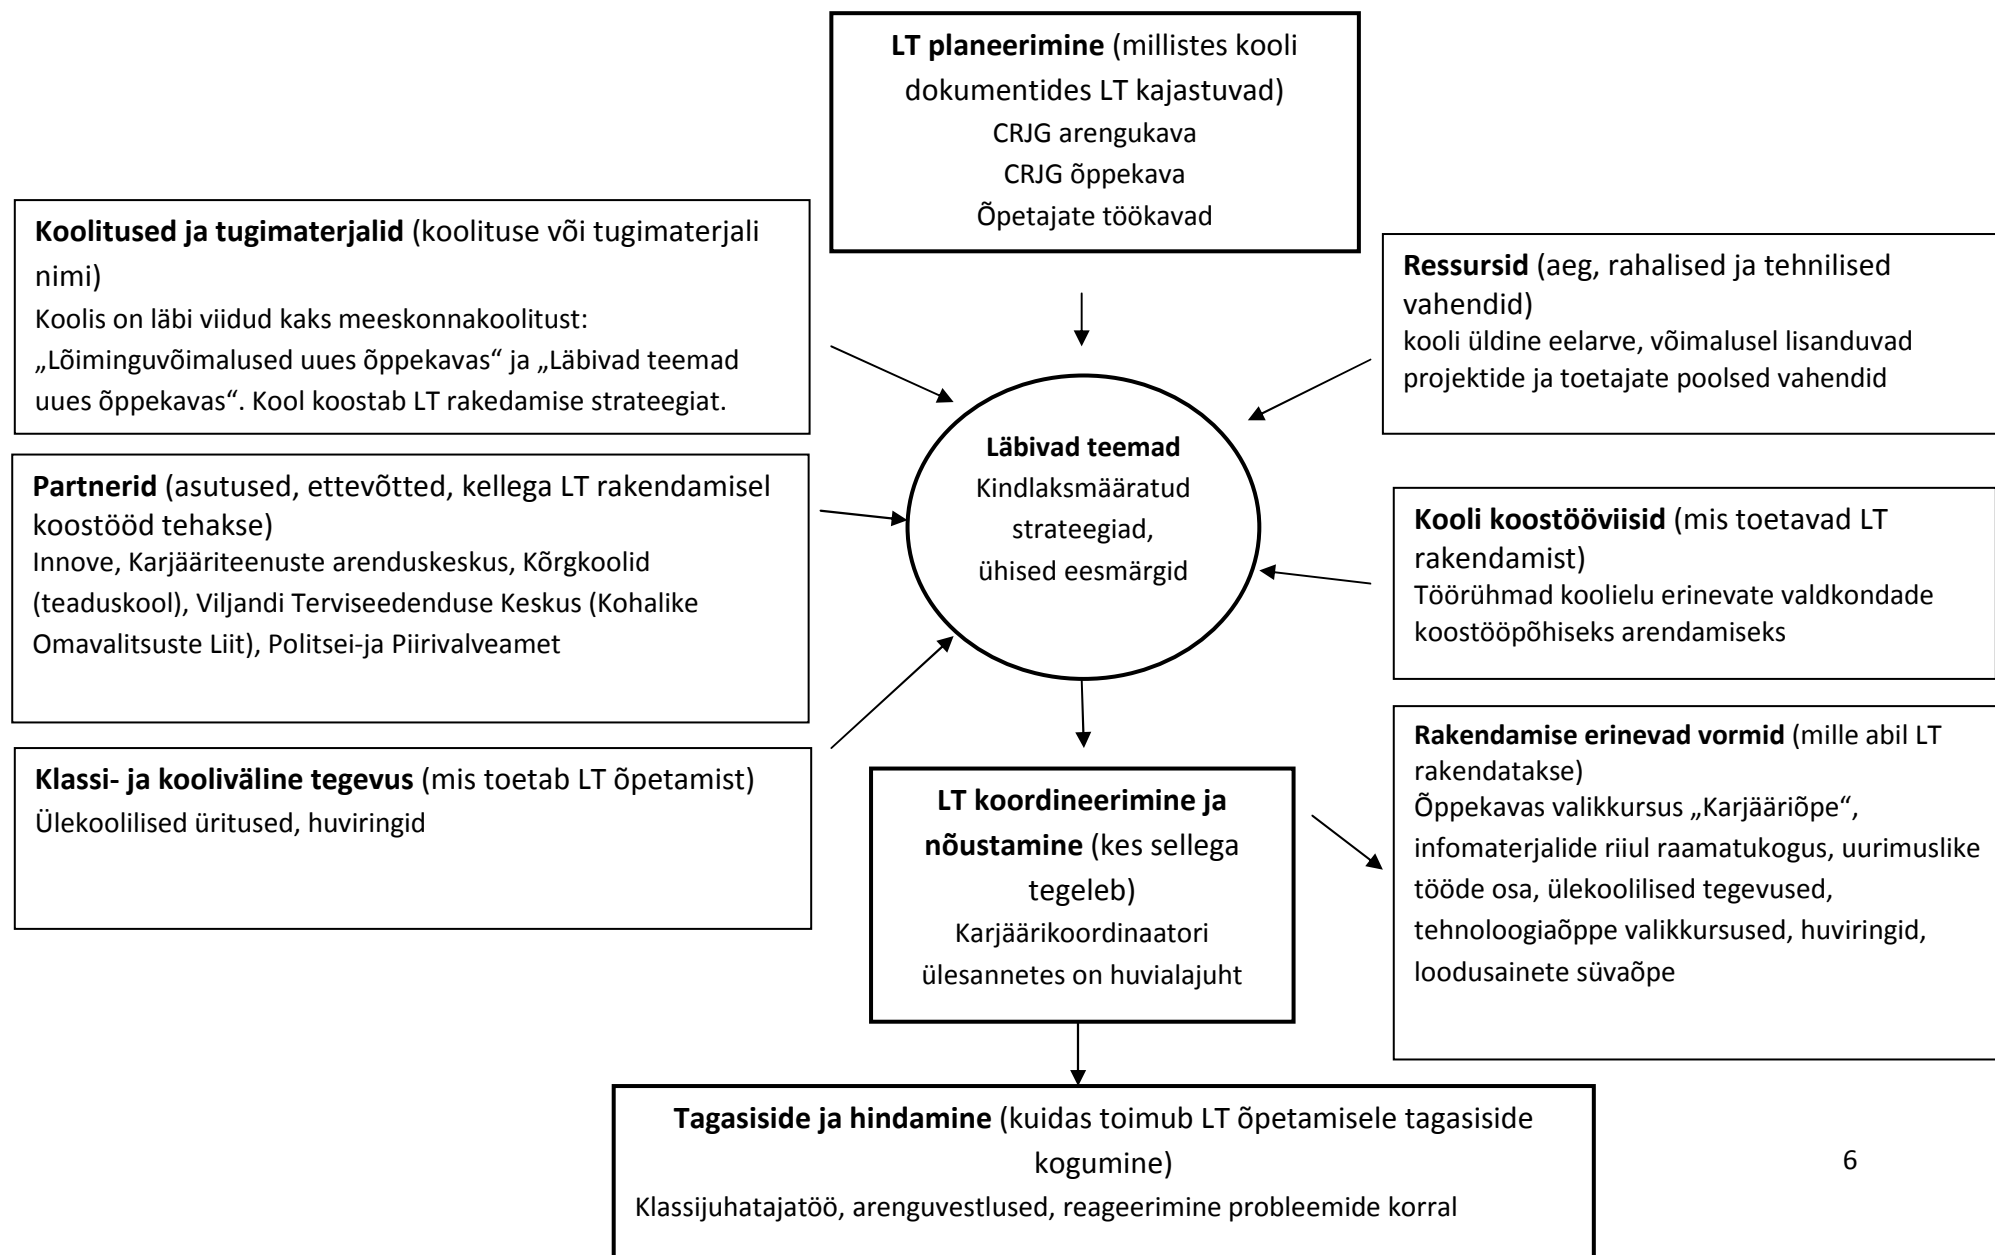 LT planeerimine (millistes kooli
dokumentides LT kajastuvad)
CRJG arengukava
CRJG õppekava
Õpetajate töökavad
Koolitused ja tugimaterjalid (koolituse või tugimaterjali
nimi)
Koolis on läbi viidud kaks meeskonnakoolitust:
„Lõiminguvõimalused uues õppekavas“ ja „Läbivad teemad
uues õppekavas“. Kool koostab LT rakedamise strateegiat.
Ressursid (aeg, rahalised ja tehnilised
vahendid)
kooli üldine eelarve, võimalusel lisanduvad
projektide ja toetajate poolsed vahendid
Läbivad teemad
Kindlaksmääratud
strateegiad,
ühised eesmärgid
Partnerid (asutused, ettevõtted, kellega LT rakendamisel
koostööd tehakse)
Innove, Karjääriteenuste arenduskeskus, Kõrgkoolid
(teaduskool), Viljandi Terviseedenduse Keskus (Kohalike
Omavalitsuste Liit), Politsei-ja Piirivalveamet
Kooli koostööviisid (mis toetavad LT
rakendamist)
Töörühmad koolielu erinevate valdkondade
koostööpõhiseks arendamiseks
Klassi- ja kooliväline tegevus (mis toetab LT õpetamist)
Ülekoolilised üritused, huviringid
LT koordineerimine ja
nõustamine (kes sellega
tegeleb)
Karjäärikoordinaatori
ülesannetes on huvialajuht
Rakendamise erinevad vormid (mille abil LT
rakendatakse)
Õppekavas valikkursus „Karjääriõpe“,
infomaterjalide riiul raamatukogus, uurimuslike
tööde osa, ülekoolilised tegevused,
tehnoloogiaõppe valikkursused, huviringid,
loodusainete süvaõpe
Tagasiside ja hindamine (kuidas toimub LT õpetamisele tagasiside
kogumine)
Klassijuhatajatöö, arenguvestlused, reageerimine probleemide korral
6